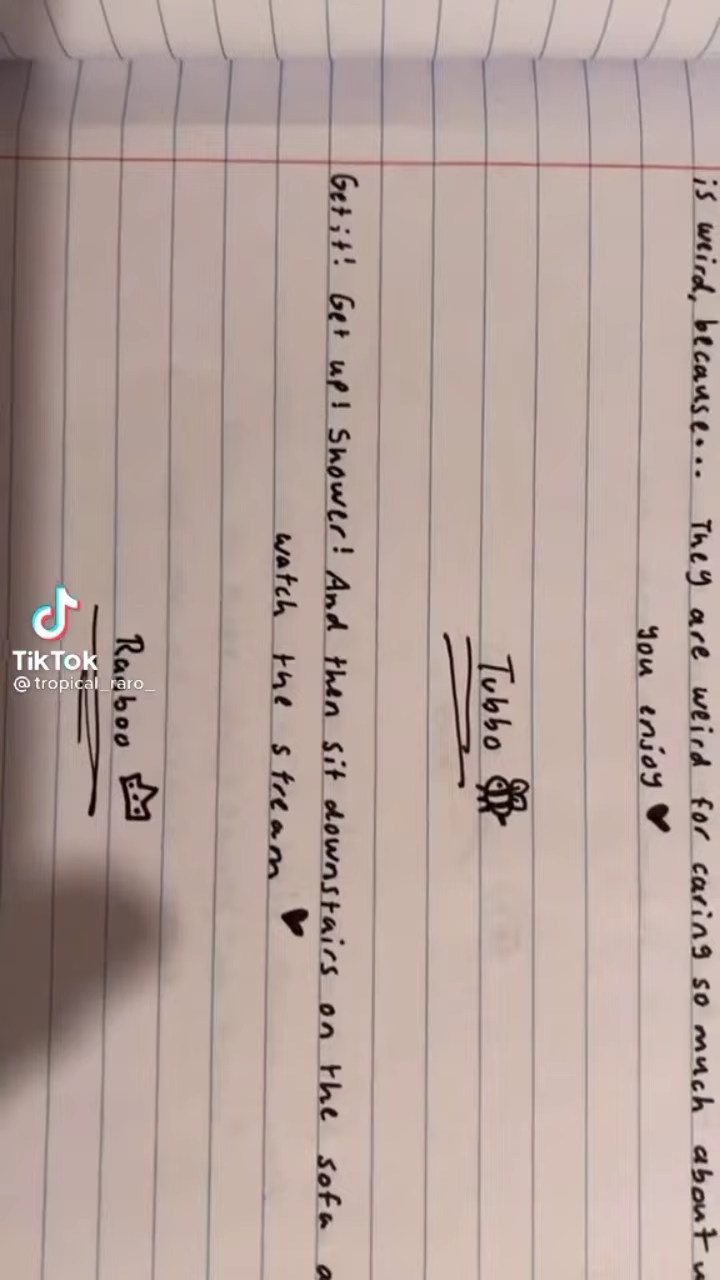 is weird, because... They are weird for caring so much about
you enjoy ♥
Tubbo
Get it! Get up! Shower! And then sit downstairs on the sofa a
watch the stream ♥
Ranboo
TikTok
@tropical_raro_